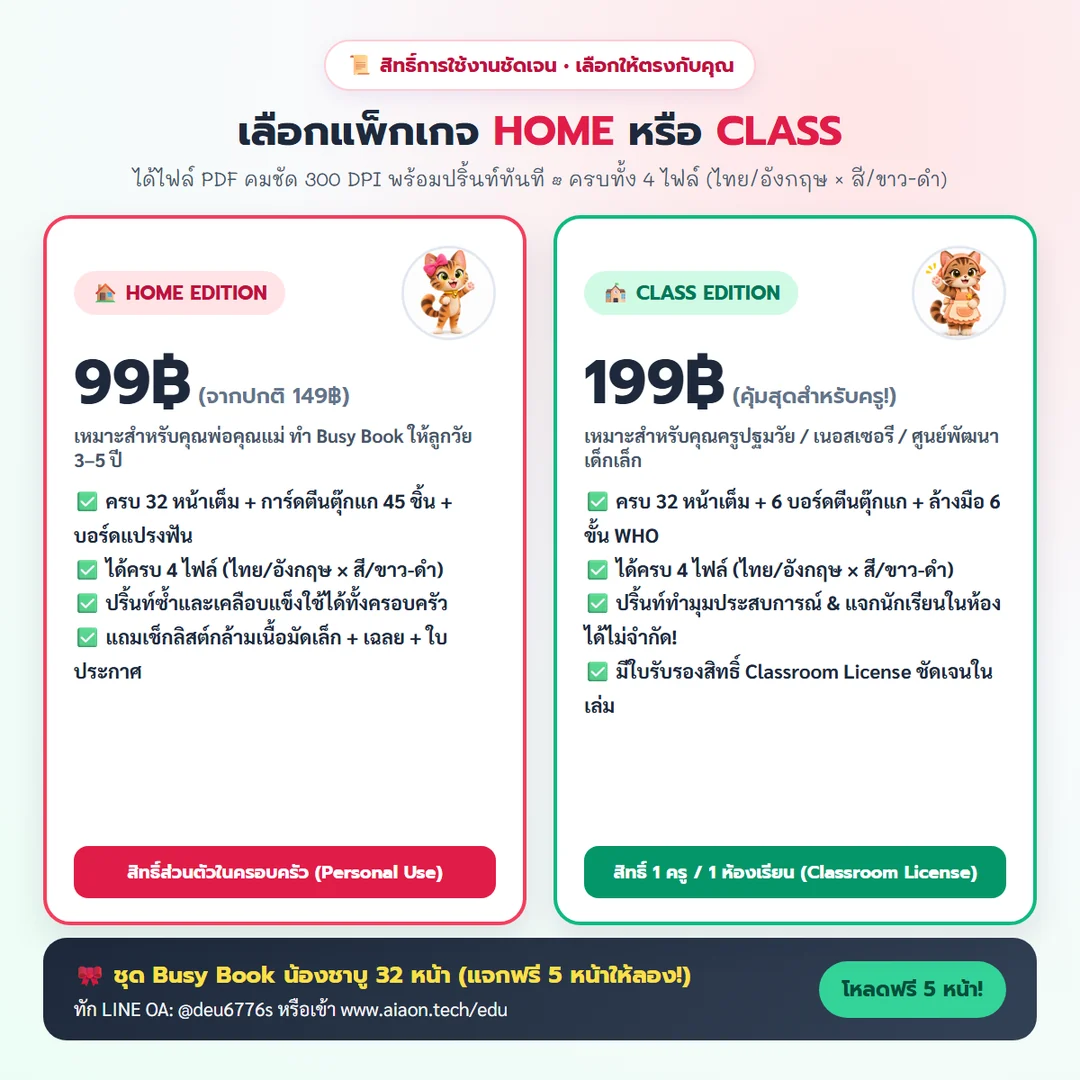 📜 สิทธิ์การใช้งานชัดเจน · เลือกให้ตรงกับคุณ
เลือกแพ็กเกจ HOME หรือ CLASS
ได้ไฟล์ PDF คมชัด 300 DPI พร้อมปริ้นท์ทันที ๛ ครบทั้ง 4 ไฟล์ (ไทย/อังกฤษ × สี/ขาว-ดำ)
🏠 HOME EDITION
99฿ (จากปกติ 149฿)
เหมาะสำหรับคุณพ่อคุณแม่ ทำ Busy Book ให้ลูกวัย
3–5 ปี
✅ ครบ 32 หน้าเต็ม + การ์ดตีนตุ๊กแก 45 ชิ้น +
บอร์ดแปรงฟัน
✅ ได้ครบ 4 ไฟล์ (ไทย/อังกฤษ × สี/ขาว-ดำ)
✅ ปริ้นท์ซ้ำและเคลือบแข็งใช้ได้ทั้งครอบครัว
✅ แถมเช็กลิสต์กล้ามเนื้อมัดเล็ก + เฉลย + ใบ
ประกาศ
สิทธิ์ส่วนตัวในครอบครัว (Personal Use)
🏫 CLASS EDITION
199฿ (คุ้มสุดสำหรับครู!)
เหมาะสำหรับคุณครูปฐมวัย / เนอสเซอรี / ศูนย์พัฒนา
เด็กเล็ก
✅ ครบ 32 หน้าเต็ม + 6 บอร์ดตีนตุ๊กแก + ล้างมือ 6
ขั้น WHO
✅ ได้ครบ 4 ไฟล์ (ไทย/อังกฤษ × สี/ขาว-ดำ)
✅ ปริ้นท์ทำมุมประสบการณ์ & แจกนักเรียนในห้อง
ได้ไม่จำกัด!
✅ มีใบรับรองสิทธิ์ Classroom License ชัดเจนใน
เล่ม
สิทธิ์ 1 ครู / 1 ห้องเรียน (Classroom License)
🎀 ชุด Busy Book น้องชาบู 32 หน้า (แจกฟรี 5 หน้าให้ลอง!)
ทัก LINE OA: @deu6776s หรือเข้า www.aiaon.tech/edu
โหลดฟรี 5 หน้า!